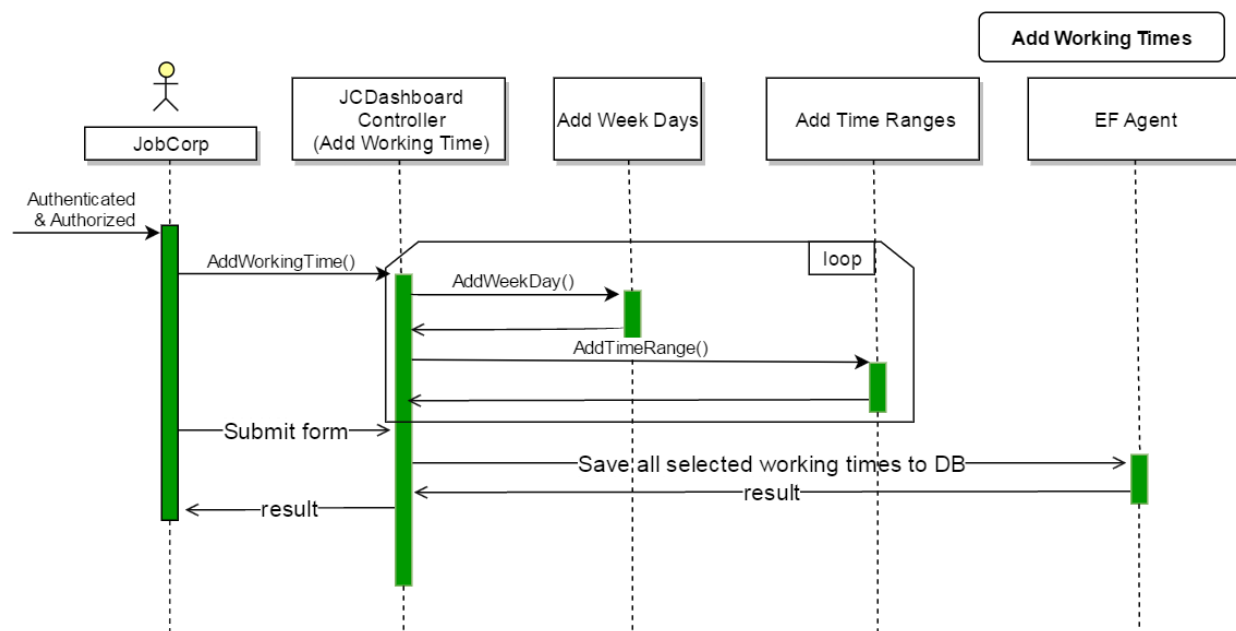 Add Working Times
JobCorp
JCDashboard
Controller
(Add Working Time)
Add Week Days
Add Time Ranges
EF Agent
Authenticated
& Authorized
loop
AddWorkingTime()
AddWeekDay()
AddTimeRange()
Submit form
Save all selected working times to DB
result
result